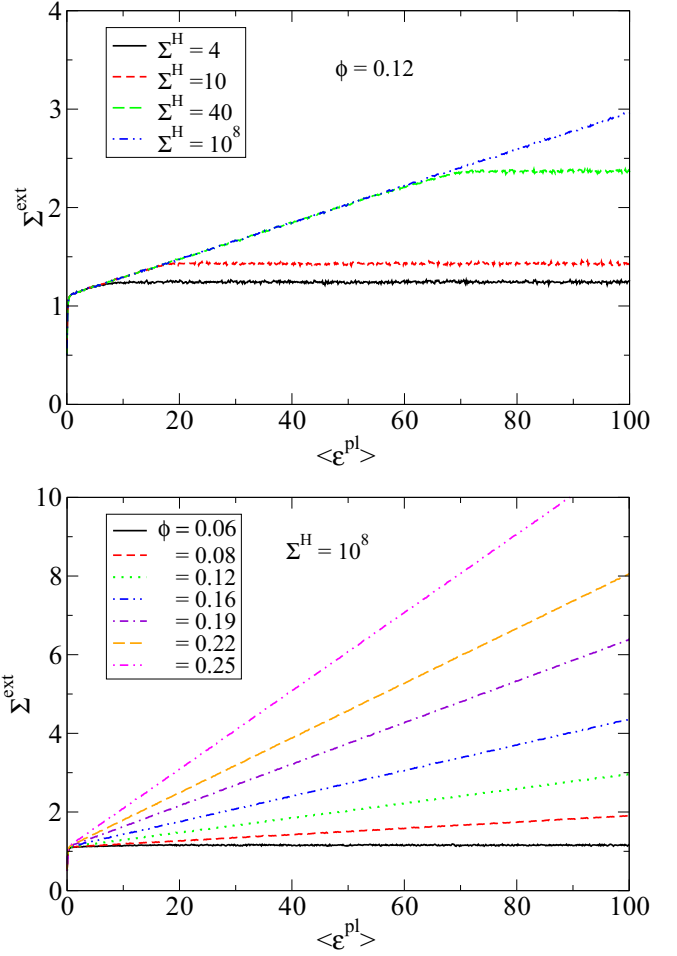 Σ^H = 4
Σ^H =10
Σ^H = 40
Σ^H = 10^8
ϕ = 0.12
4
3
2
1
0
Σ^ext
0 20 40 60 80 100
<ε^pl>
ϕ = 0.06
= 0.08
= 0.12
= 0.16
= 0.19
= 0.22
= 0.25
Σ^H = 10^8
10
8
6
4
2
0
Σ^ext
0 20 40 60 80 100
<ε^pl>